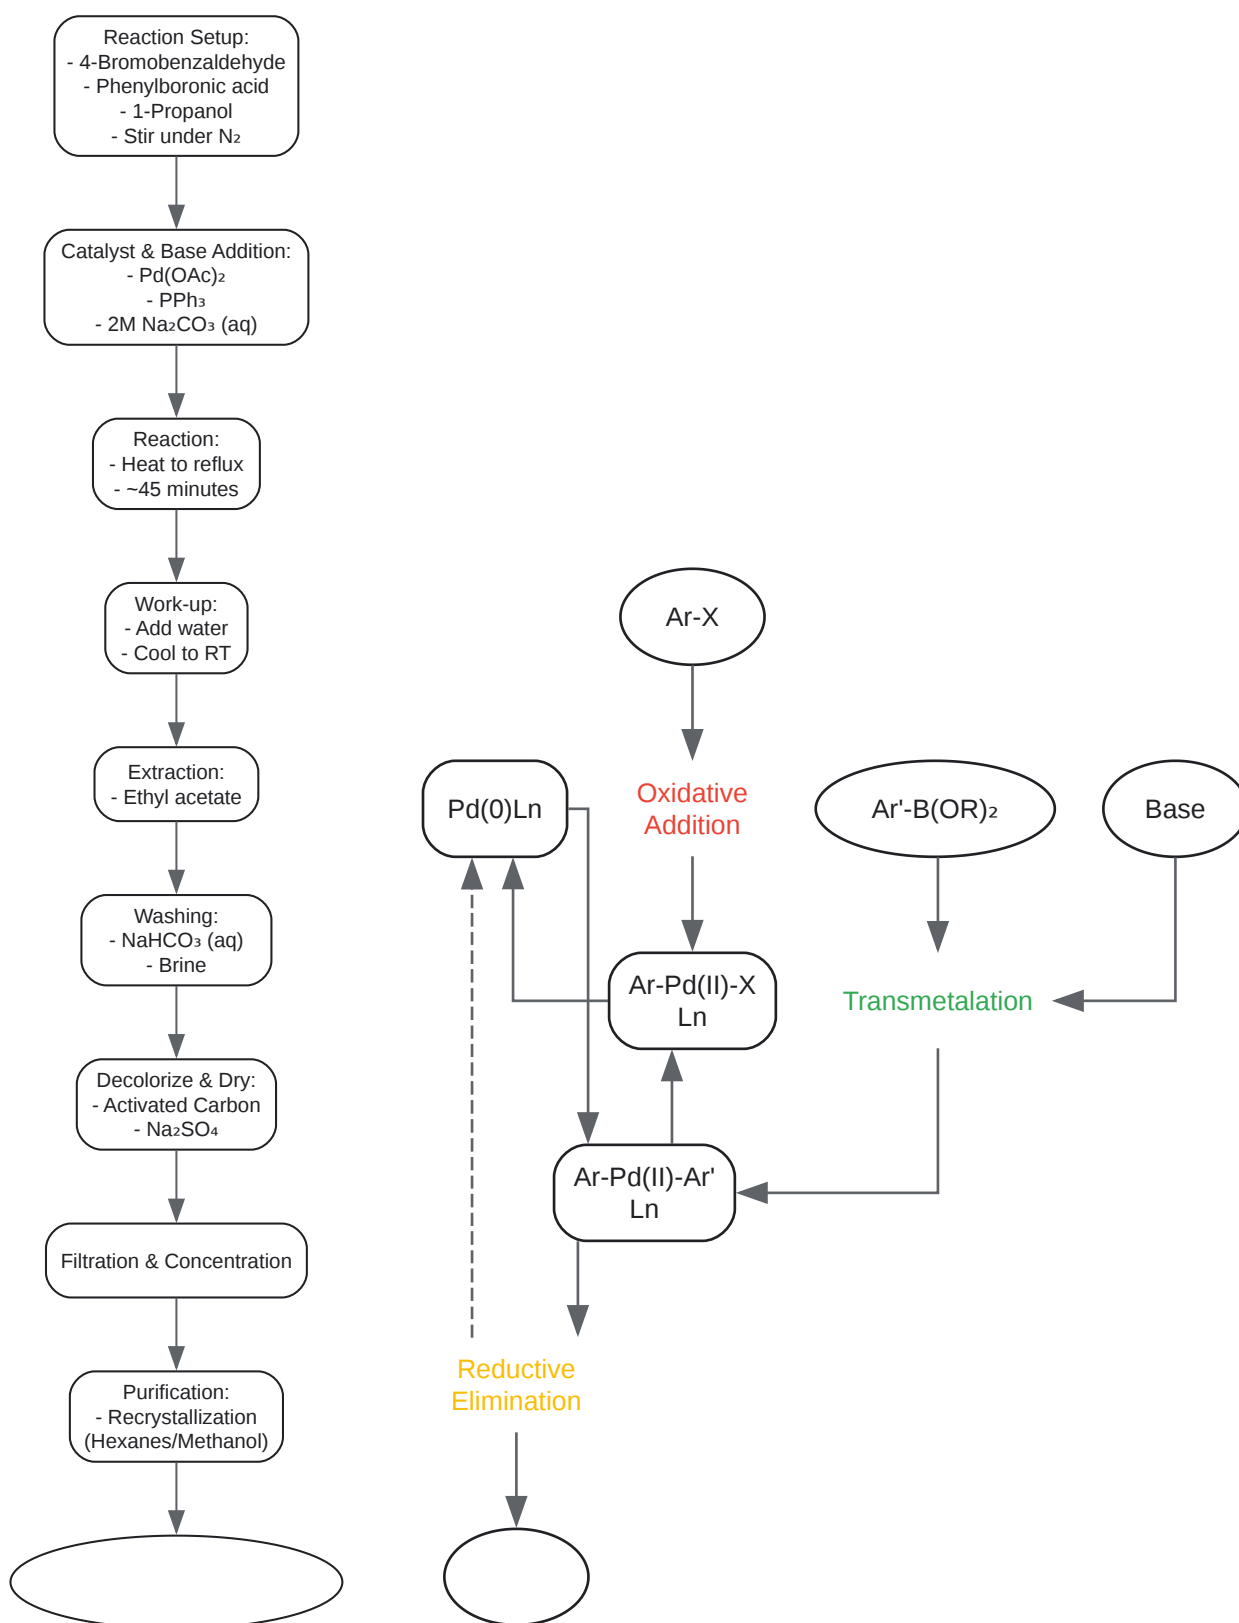 Reaction Setup:
- 4-Bromobenzaldehyde
- Phenylboronic acid
- 1-Propanol
- Stir under N₂
Catalyst & Base Addition:
- Pd(OAc)₂
- PPh₃
- 2M Na₂CO₃ (aq)
Reaction:
- Heat to reflux
- ~45 minutes
Work-up:
- Add water
- Cool to RT
Extraction:
- Ethyl acetate
Washing:
- NaHCO₃ (aq)
- Brine
Decolorize & Dry:
- Activated Carbon
- Na₂SO₄
Filtration & Concentration
Purification:
- Recrystallization
(Hexanes/Methanol)
Ar-X
Pd(0)Ln
Oxidative
Addition
Ar'-B(OR)₂
Base
Ar-Pd(II)-X
Ln
Transmetalation
Ar-Pd(II)-Ar'
Ln
Reductive
Elimination